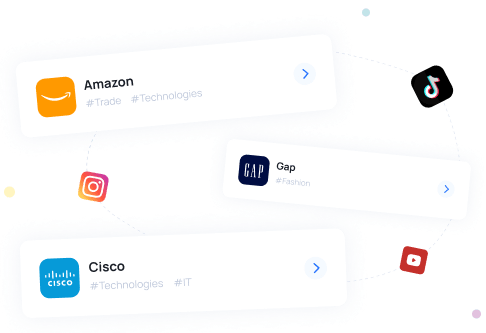 Amazon
#Trade #Technologies
GAP
Gap
#Fashion
CISCO
Cisco
#Technologies #IT